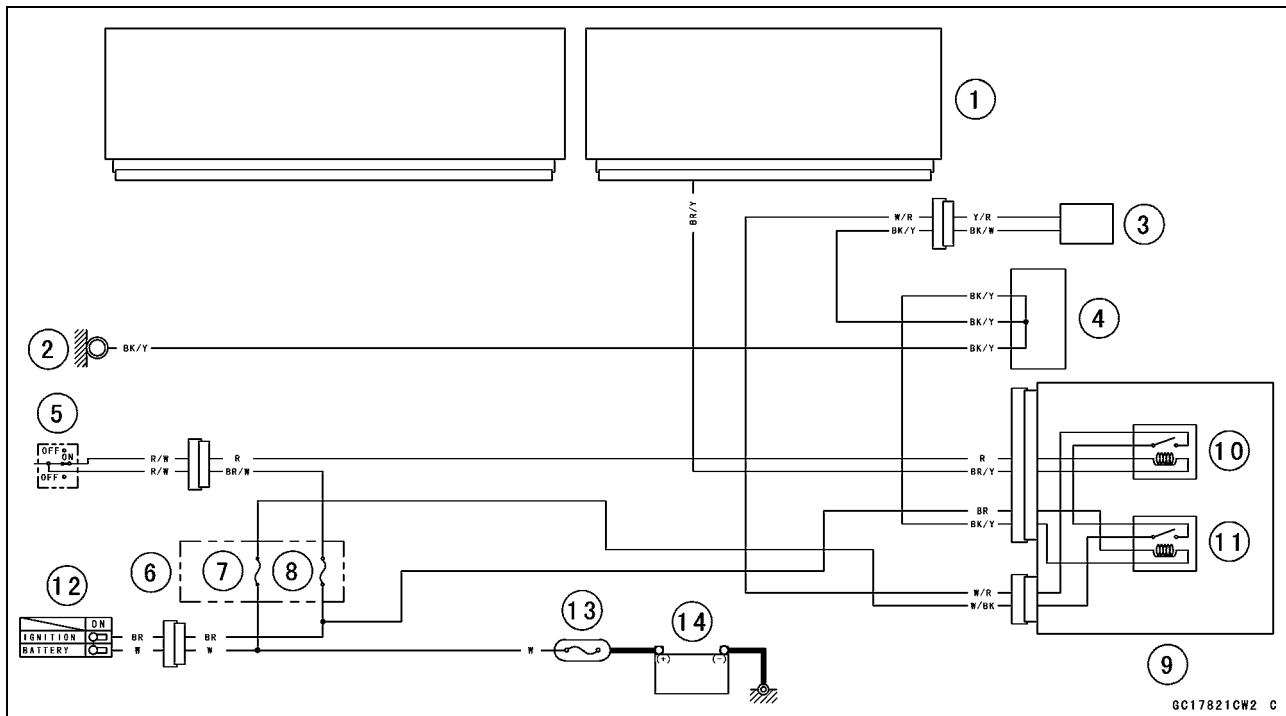 1
BR/Y
W/R Y/R
BK/Y BK/W
3
BK/Y
BK/Y
BK/Y
4
2
BK/Y
5
OFF
ON
OFF
R/W R
R/W BR/W
R
BR/Y
BR
BK/Y
10
11
6
7
8
W/R
W/BK
12
ON
IGNITION
BATTERY
BR BR
W W
W
13
14
(+) (-)
9
GC17821CW2 C